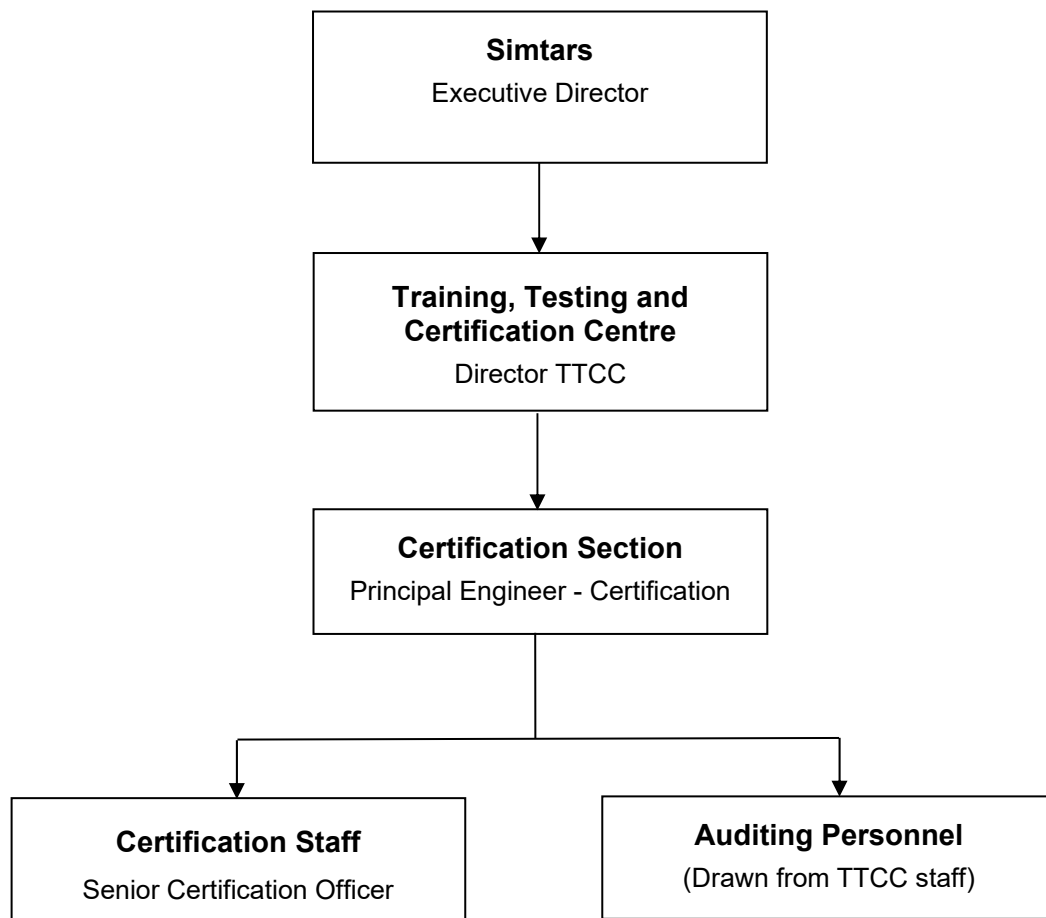 Simtars
Executive Director
Training, Testing and
Certification Centre
Director TTCC
Certification Section
Principal Engineer - Certification
Certification Staff
Senior Certification Officer
Auditing Personnel
(Drawn from TTCC staff)